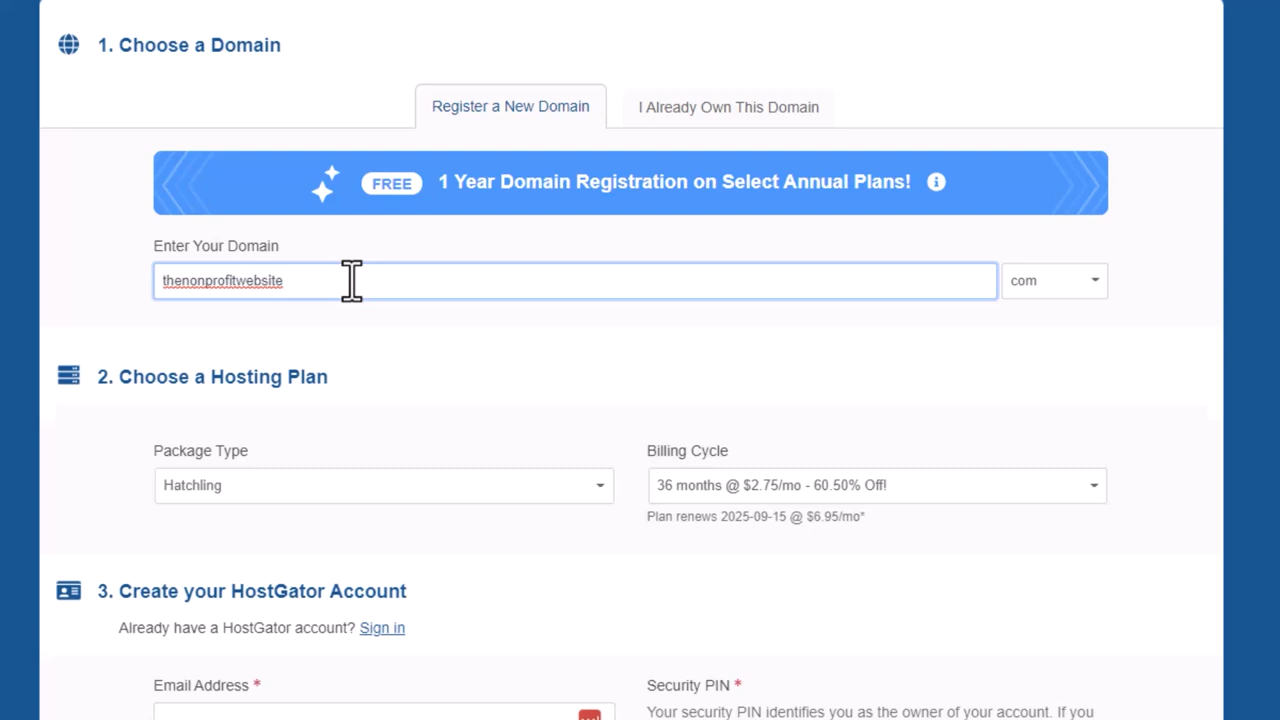 1. Choose a Domain
Register a New Domain
I Already Own This Domain
FREE 1 Year Domain Registration on Select Annual Plans!
Enter Your Domain
thenonprofitwebsite
com
2. Choose a Hosting Plan
Package Type
Billing Cycle
Hatchling
36 months @ $2.75/mo - 60.50% Off!
Plan renews 2025-09-15 @ $6.95/mo*
3. Create your HostGator Account
Already have a HostGator account? Sign in
Email Address *
Security PIN *
Your security PIN identifies you as the owner of your account. If you